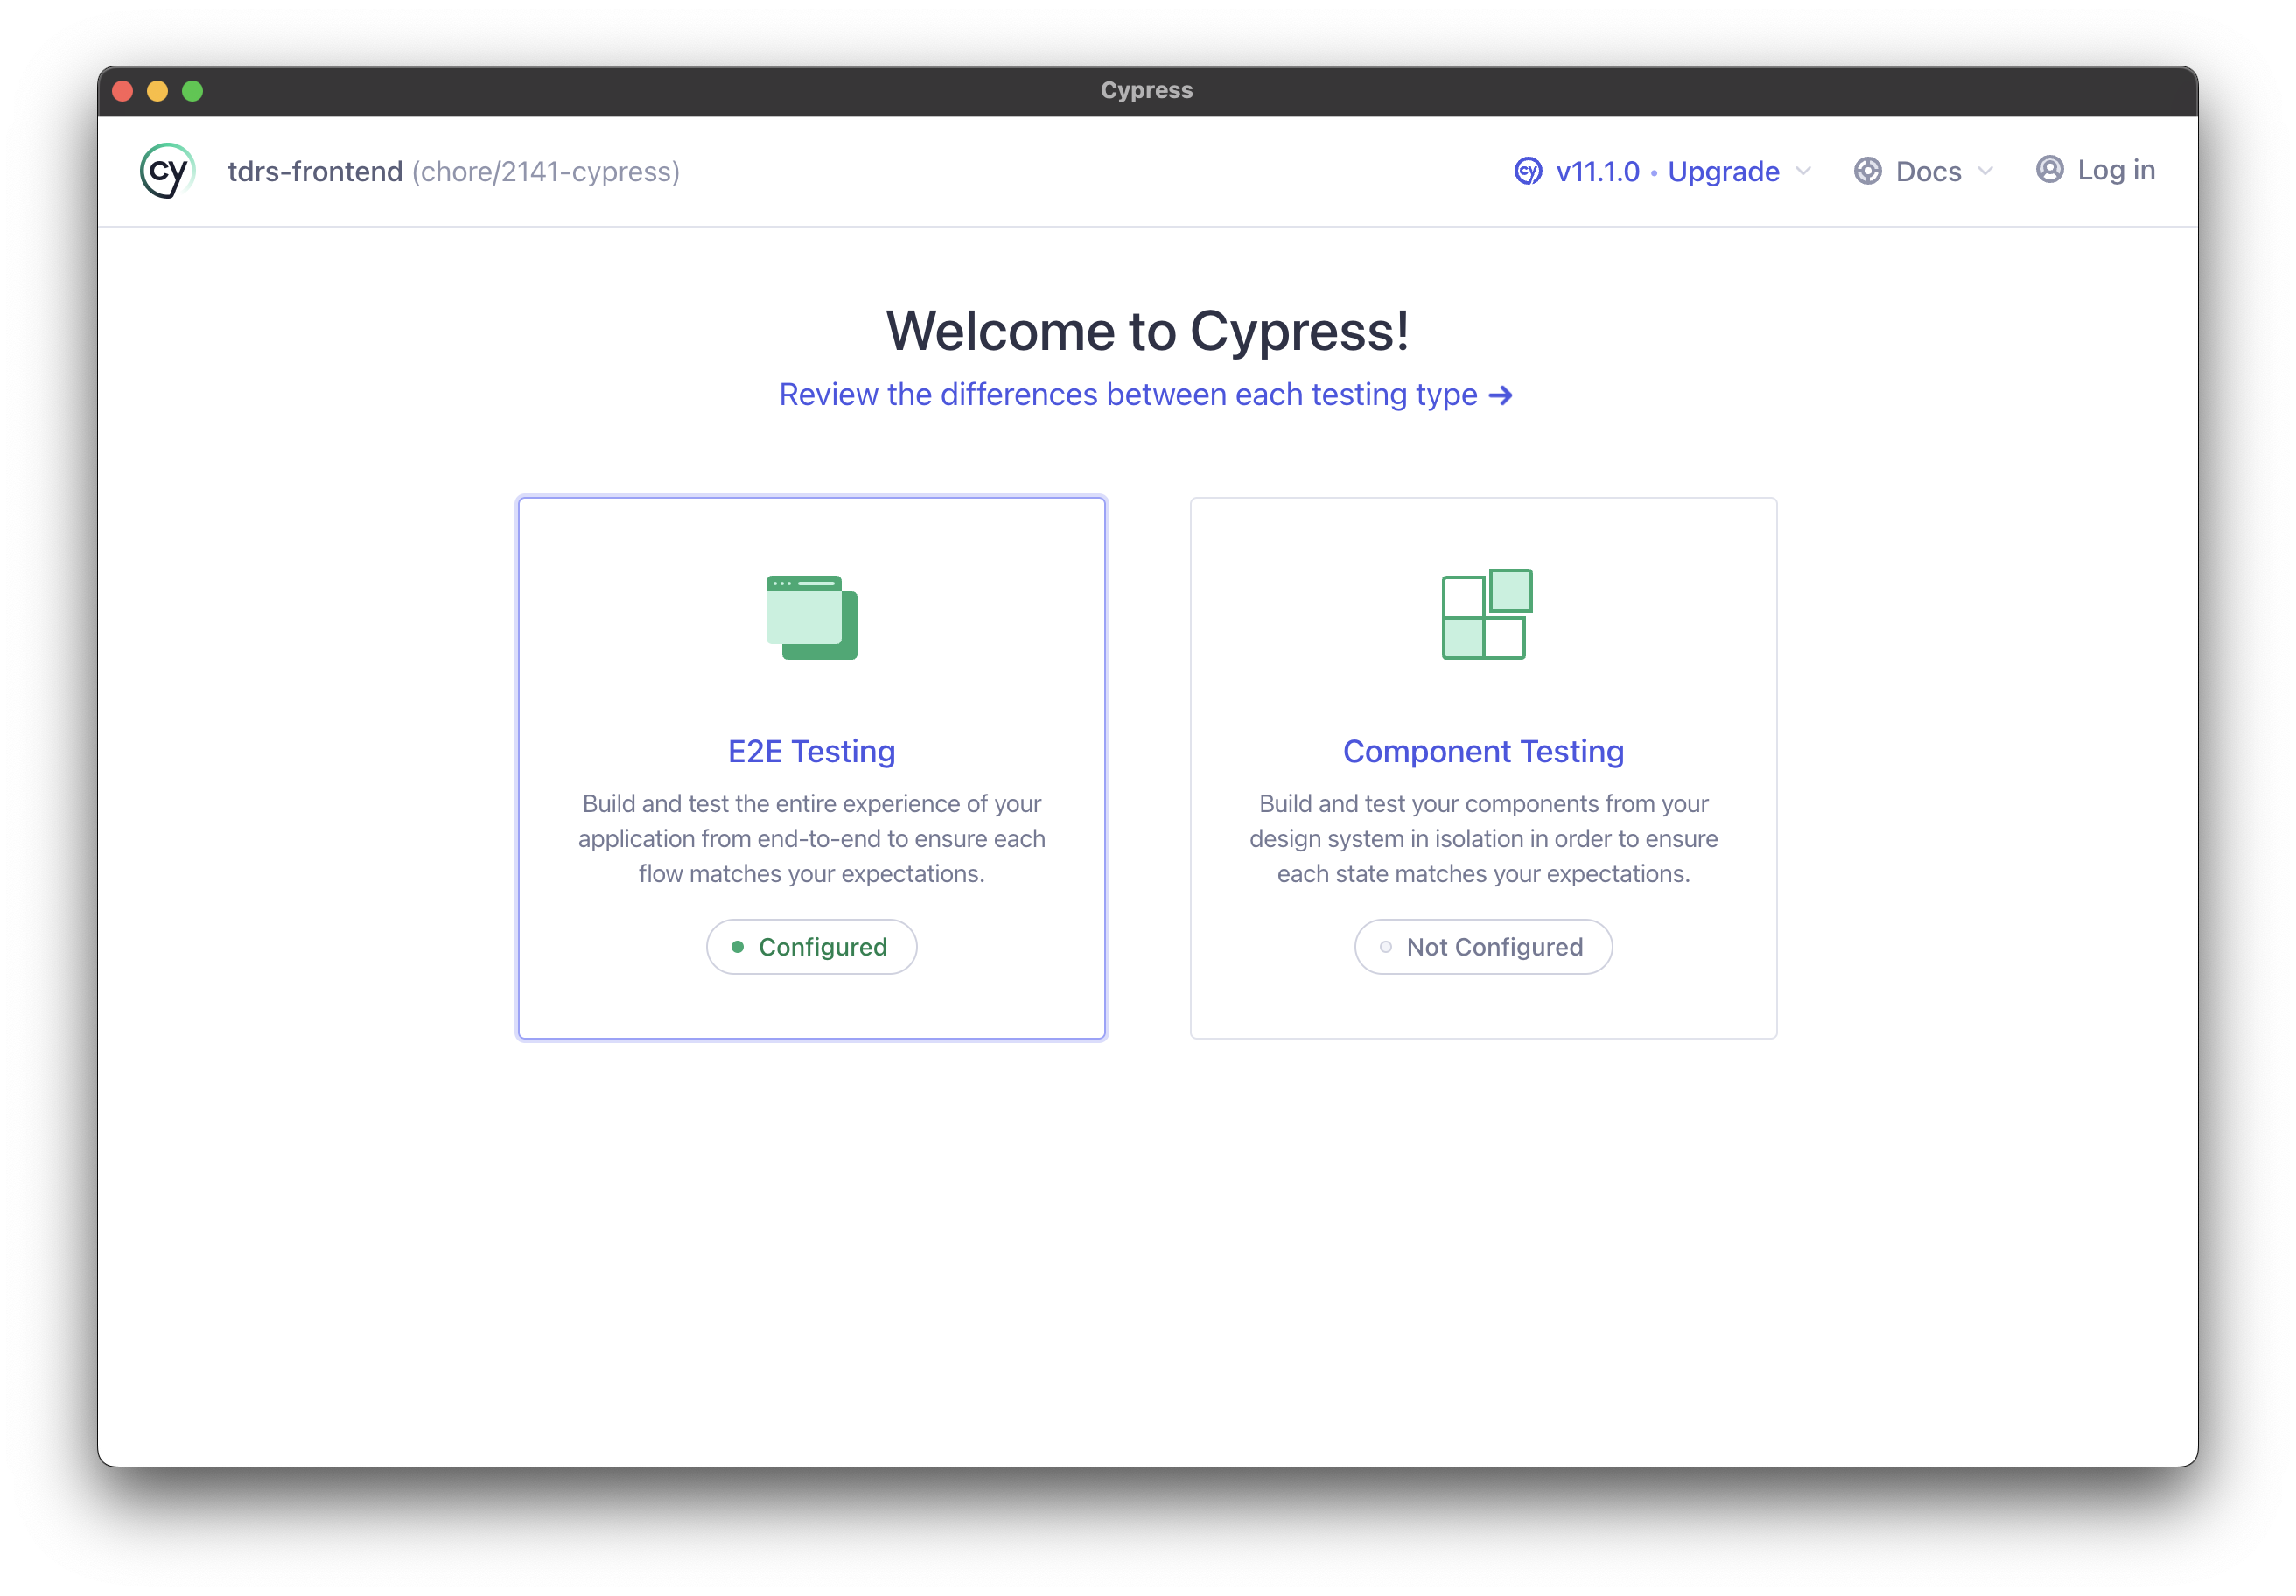 Cypress
cy tdrs-frontend (chore/2141-cypress)
cy v11.1.0 • Upgrade Docs Log in
Welcome to Cypress!
Review the differences between each testing type →
E2E Testing
Build and test the entire experience of your
application from end-to-end to ensure each
flow matches your expectations.
Configured
Component Testing
Build and test your components from your
design system in isolation in order to ensure
each state matches your expectations.
Not Configured